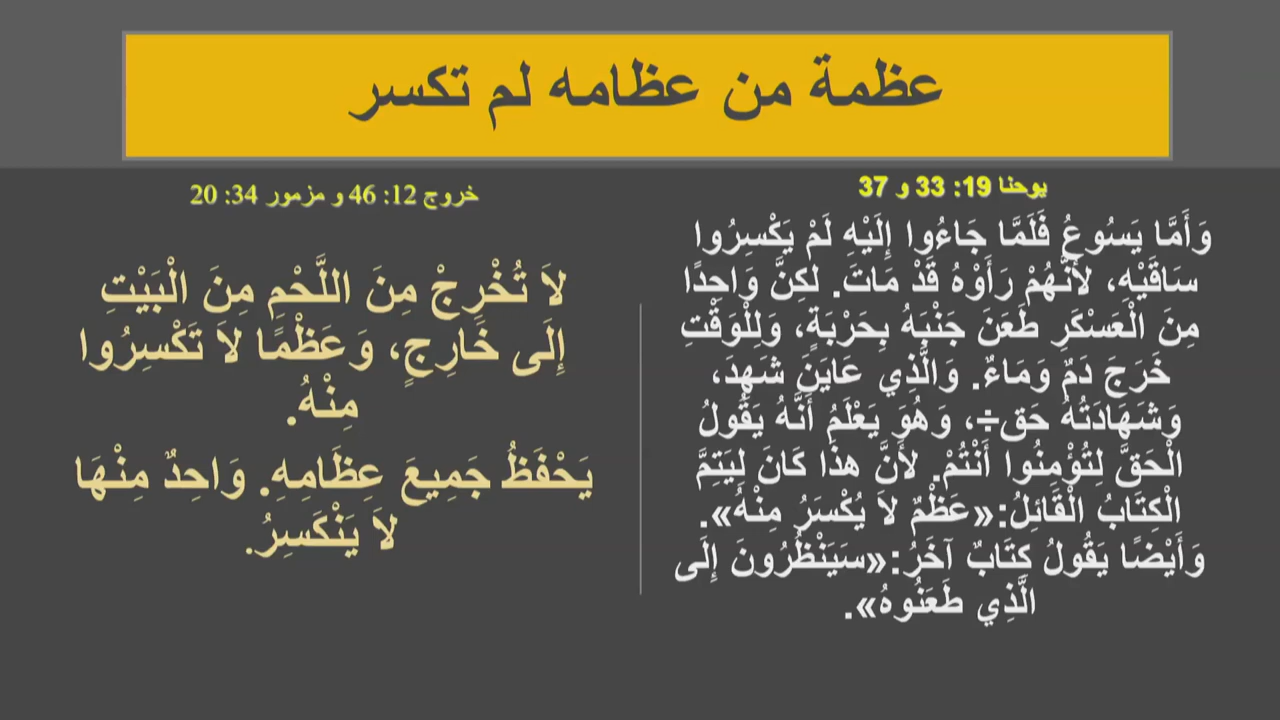 عظمة من عظامه لم تكسر
يوحنا 19: 33 و 37
وَأَمَّا يَسُوعُ فَلَمَّا جَاءُوا إِلَيْهِ لَمْ يَكْسِرُوا
سَاقَيْهِ، لأَنَّهُمْ رَأَوْهُ قَدْ مَاتَ. لكِنَّ وَاحِدًا
مِنَ الْعَسْكَرِ طَعَنَ جَنْبَهُ بِحَرْبَةٍ، وَلِلْوَقْتِ
خَرَجَ دَمٌ وَمَاءٌ. وَالَّذِي عَايَنَ شَهِدَ،
وَشَهَادَتُهُ حَق÷، وَهُوَ يَعْلَمُ أَنَّهُ يَقُولُ
الْحَقَّ لِتُؤْمِنُوا أَنْتُمْ. لأَنَّ هذَا كَانَ لِيَتِمَّ
الْكِتَابُ الْقَائِلُ:«عَظْمٌ لاَ يُكْسَرُ مِنْهُ».
وَأَيْضًا يَقُولُ كِتَابٌ آخَرُ:«سَيَنْظُرُونَ إِلَى
الَّذِي طَعَنُوهُ».
خروج 12: 46 و مزمور 34: 20
لاَ تُخْرِجْ مِنَ اللَّحْمِ مِنَ الْبَيْتِ
إِلَى خَارِجٍ، وَعَظْمًا لاَ تَكْسِرُوا
مِنْهُ.
يَحْفَظُ جَمِيعَ عِظَامِهِ. وَاحِدٌ مِنْهَا
لاَ يَنْكَسِرُ.